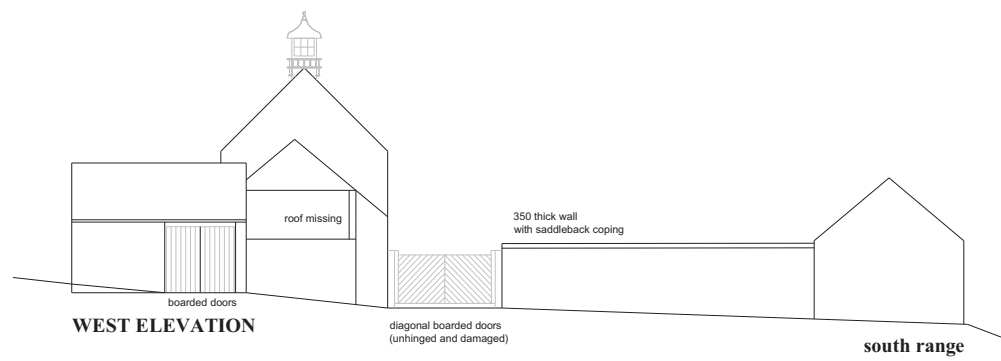 roof missing
350 thick wall
with saddleback coping
boarded doors
WEST ELEVATION
diagonal boarded doors
(unhinged and damaged)
south range